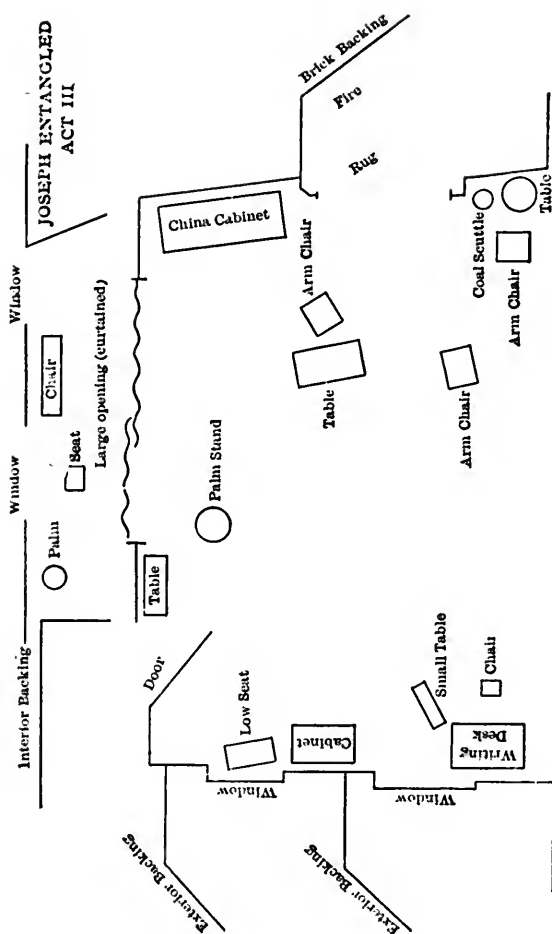 JOSEPH ENTANGLED
ACT III
Window
Window
Interior Backing
Chair
Seat
Palm
Large opening (curtained)
China Cabinet
Brick Backing
Fire
Rug
Table
Door
Palm Stand
Arm Chair
Table
Coal Scuttle
Table
Arm Chair
Arm Chair
Low Seat
Cabinet
Window
Small Table
Chair
Writing
Desk
Window
Exterior Backing
Exterior Backing